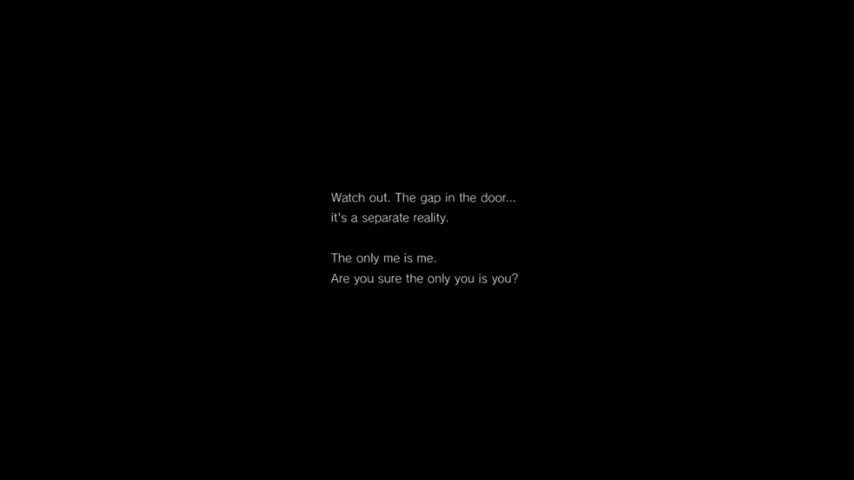 Watch out. The gap in the door...
it's a separate reality.
The only me is me.
Are you sure the only you is you?